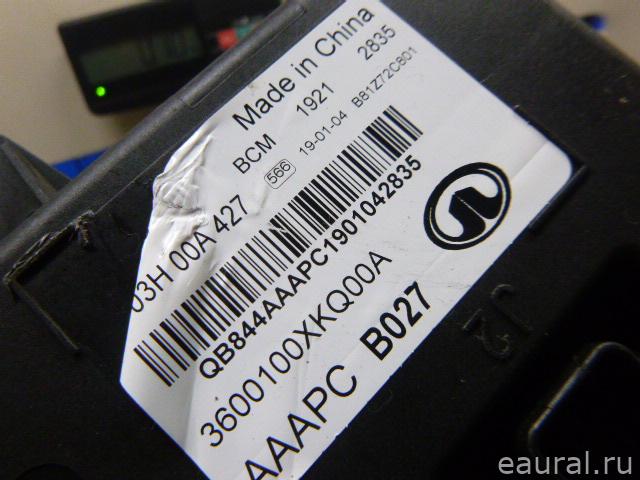 Made in China
BCM 1921 2835
566 19-01-04 B81Z72C801
03H 00A 427
QB844AAAPC1901042835
3600100XKQ00A
AAAPC B027
J2
eaural.ru